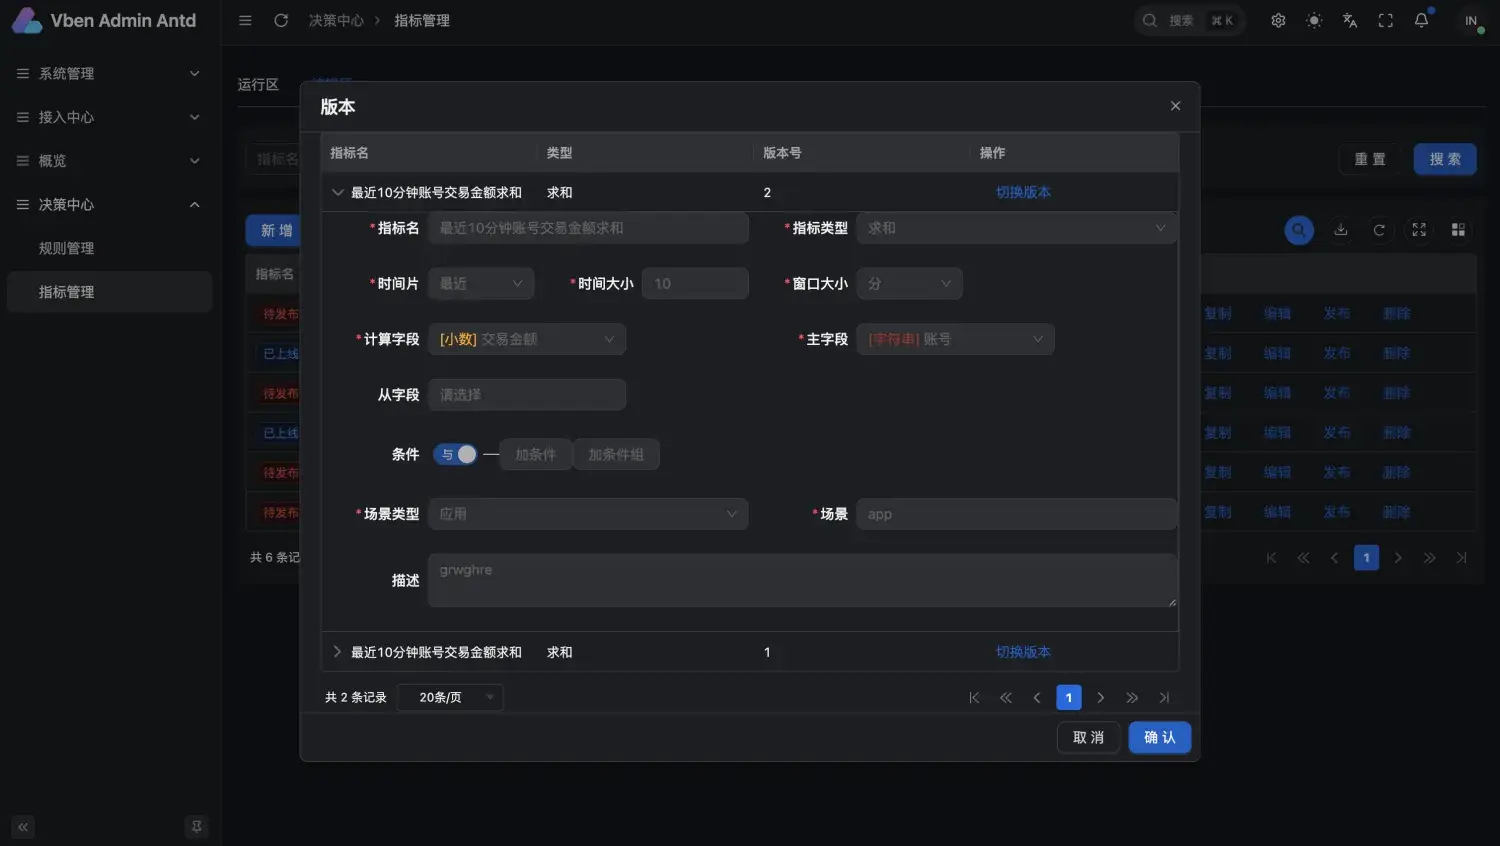 Vben Admin Antd
决策中心 > 指标管理
搜索 ⌘ K
IN
系统管理
接入中心
概览
决策中心
规则管理
指标管理
运行区
指标名
重 置
搜 索
新 增
指标名
待发布
复制 编辑 发布 删除
已上线
复制 编辑 发布 删除
待发布
复制 编辑 发布 删除
已上线
复制 编辑 发布 删除
待发布
复制 编辑 发布 删除
待发布
复制 编辑 发布 删除
共 6 条记
1
版本
指标名 类型 版本号 操作
最近10分钟账号交易金额求和 求和 2 切换版本
*指标名 最近10分钟账号交易金额求和 *指标类型 求和
*时间片 最近 *时间大小 10 *窗口大小 分
*计算字段 [小数] 交易金额 *主字段 [字符串] 账号
从字段 请选择
条件 与 加条件 加条件组
*场景类型 应用 *场景 app
描述 grwghre
最近10分钟账号交易金额求和 求和 1 切换版本
共 2 条记录 20条/页 1
取 消 确 认